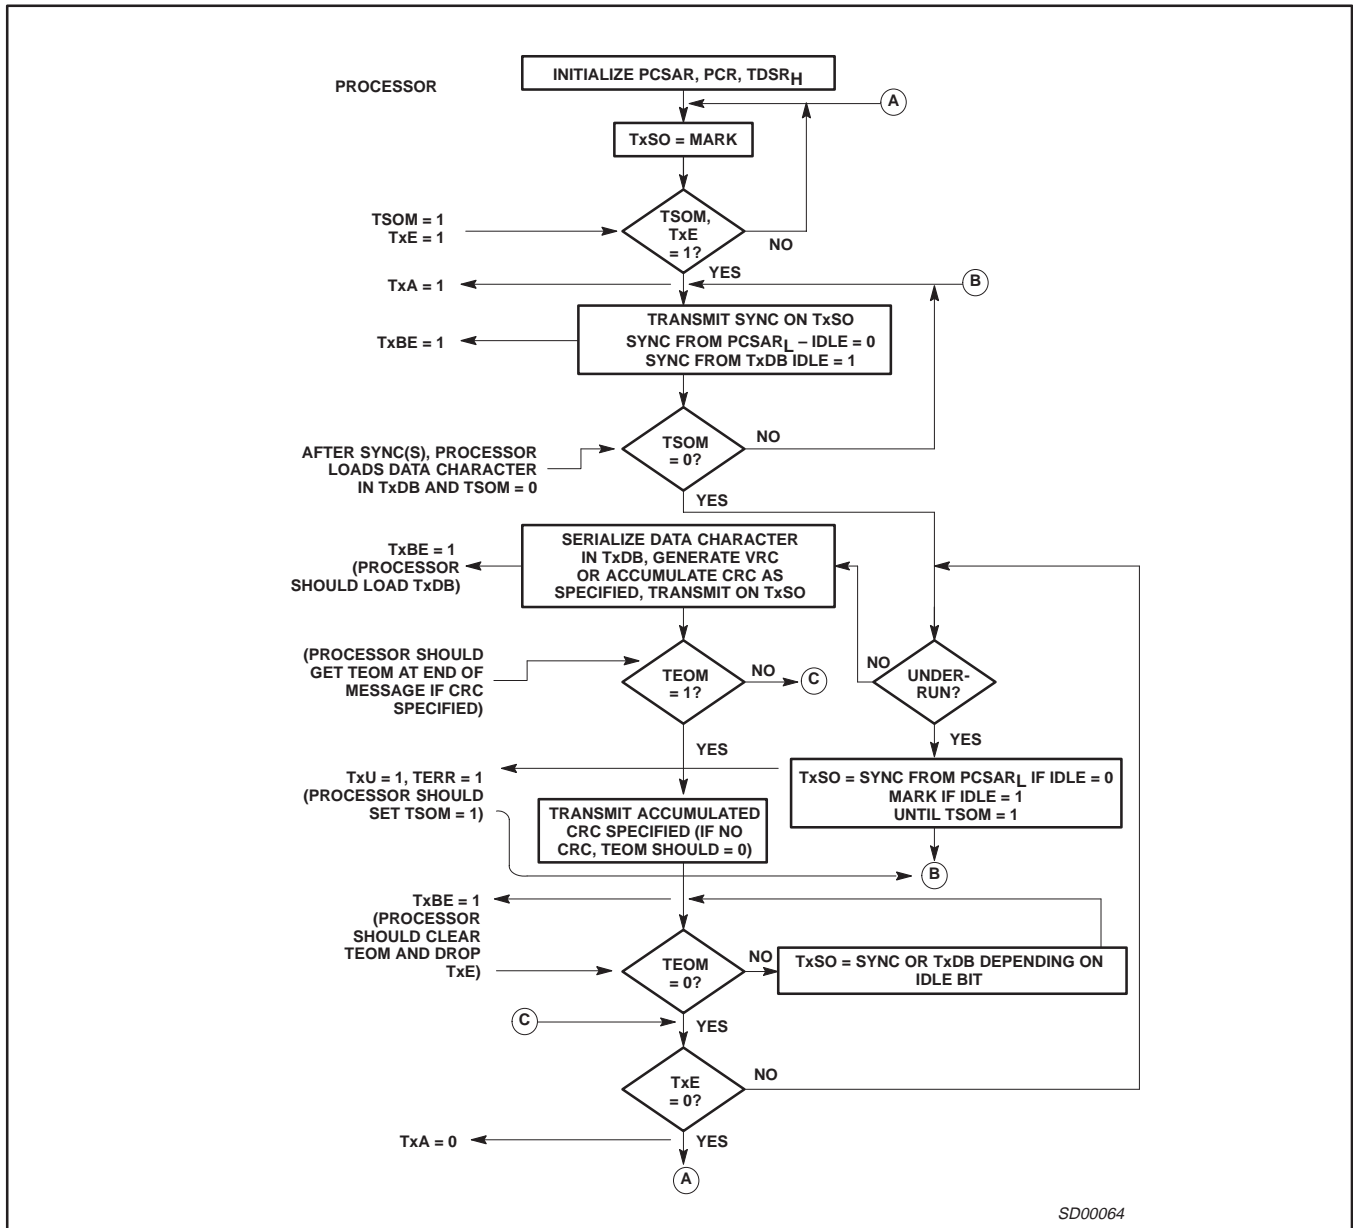 INITIALIZE PCSAR, PCR, TDSRH
PROCESSOR
A
TxSO = MARK
TSOM = 1
TxE = 1
TSOM,
TxE
= 1?
NO
YES
TxA = 1
B
TRANSMIT SYNC ON TxSO
SYNC FROM PCSARL – IDLE = 0
SYNC FROM TxDB IDLE = 1
TxBE = 1
TSOM
= 0?
NO
AFTER SYNC(S), PROCESSOR
LOADS DATA CHARACTER
IN TxDB AND TSOM = 0
YES
SERIALIZE DATA CHARACTER
IN TxDB, GENERATE VRC
OR ACCUMULATE CRC AS
SPECIFIED, TRANSMIT ON TxSO
TxBE = 1
(PROCESSOR
SHOULD LOAD TxDB)
(PROCESSOR SHOULD
GET TEOM AT END OF
MESSAGE IF CRC
SPECIFIED)
TEOM
= 1?
NO
C
NO
UNDER-
RUN?
YES
YES
TxU = 1, TERR = 1
(PROCESSOR SHOULD
SET TSOM = 1)
TxSO = SYNC FROM PCSARL IF IDLE = 0
MARK IF IDLE = 1
UNTIL TSOM = 1
TRANSMIT ACCUMULATED
CRC SPECIFIED (IF NO
CRC, TEOM SHOULD = 0)
B
TxBE = 1
(PROCESSOR
SHOULD CLEAR
TEOM AND DROP
TxE)
TEOM
= 0?
NO
TxSO = SYNC OR TxDB DEPENDING ON
IDLE BIT
C
YES
TxE
= 0?
NO
TxA = 0
YES
A
SD00064